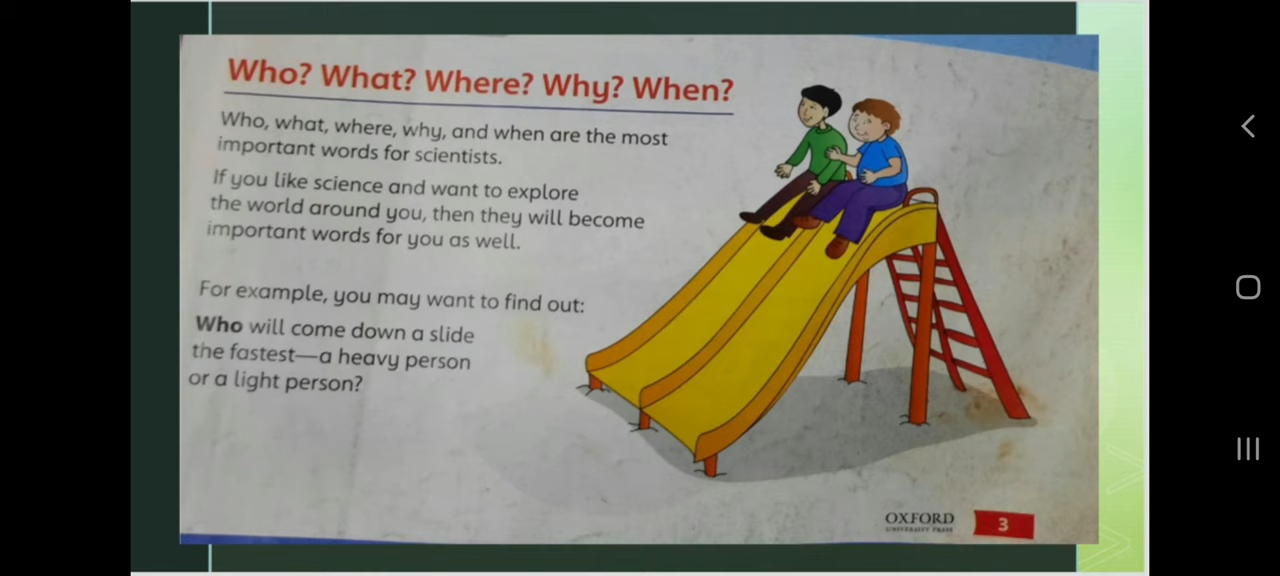 Who? What? Where? Why? When?
Who, what, where, why, and when are the most
important words for scientists.
If you like science and want to explore
the world around you, then they will become
important words for you as well.
For example, you may want to find out:
Who will come down a slide
the fastest—a heavy person
or a light person?
OXFORD
UNIVERSITY PRESS
3